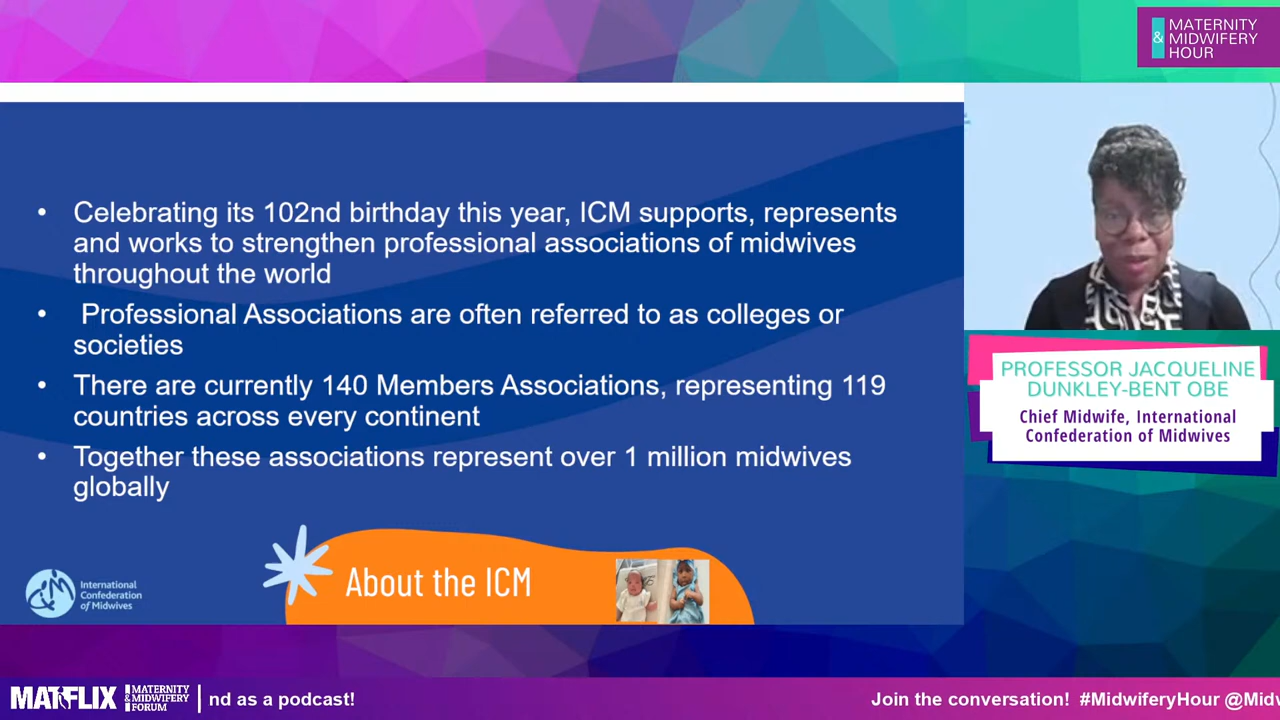 MATERNITY
& MIDWIFERY
HOUR
• Celebrating its 102nd birthday this year, ICM supports, represents
and works to strengthen professional associations of midwives
throughout the world
• Professional Associations are often referred to as colleges or
societies
• There are currently 140 Members Associations, representing 119
countries across every continent
• Together these associations represent over 1 million midwives
globally
About the ICM
International
Confederation
of Midwives
PROFESSOR JACQUELINE
DUNKLEY-BENT OBE
Chief Midwife, International
Confederation of Midwives
MATFLIX
MATERNITY
& MIDWIFERY
FORUM
nd as a podcast!
Join the conversation! #MidwiferyHour @Midw